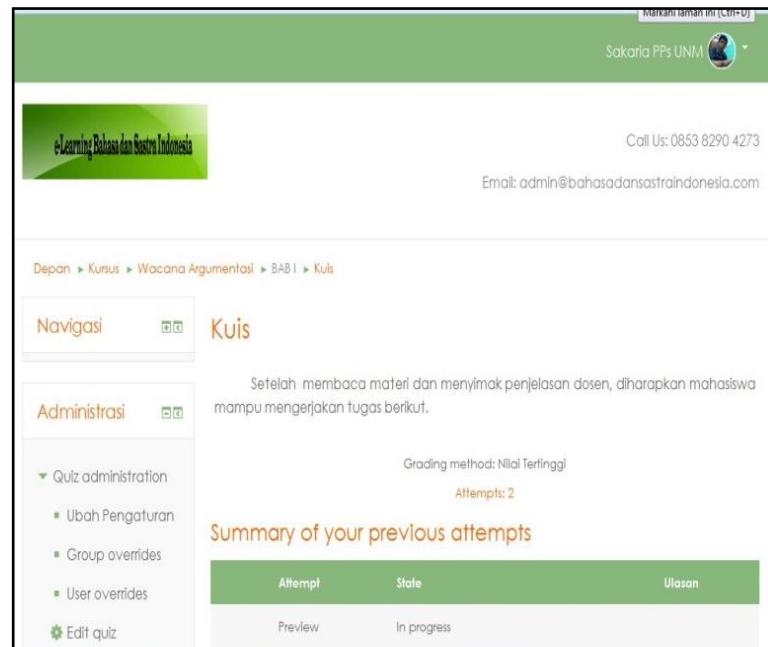 Markahi laman ini (Ctrl+D)
Sakaria PPs UNM
e-Learning Bahasa dan Sastra Indonesia
Call Us: 0853 8290 4273
Email: admin@bahasadansastraindonesia.com
Depan ▸ Kursus ▸ Wacana Argumentasi ▸ BAB I ▸ Kuis
Navigasi
Kuis
Setelah membaca materi dan menyimak penjelasan dosen, diharapkan mahasiswa
mampu mengerjakan tugas berikut.
Administrasi
Grading method: Nilai Tertinggi
Attempts: 2
Quiz administration
Ubah Pengaturan
Group overrides
User overrides
Edit quiz
Summary of your previous attempts
Attempt State Ulasan
Preview In progress